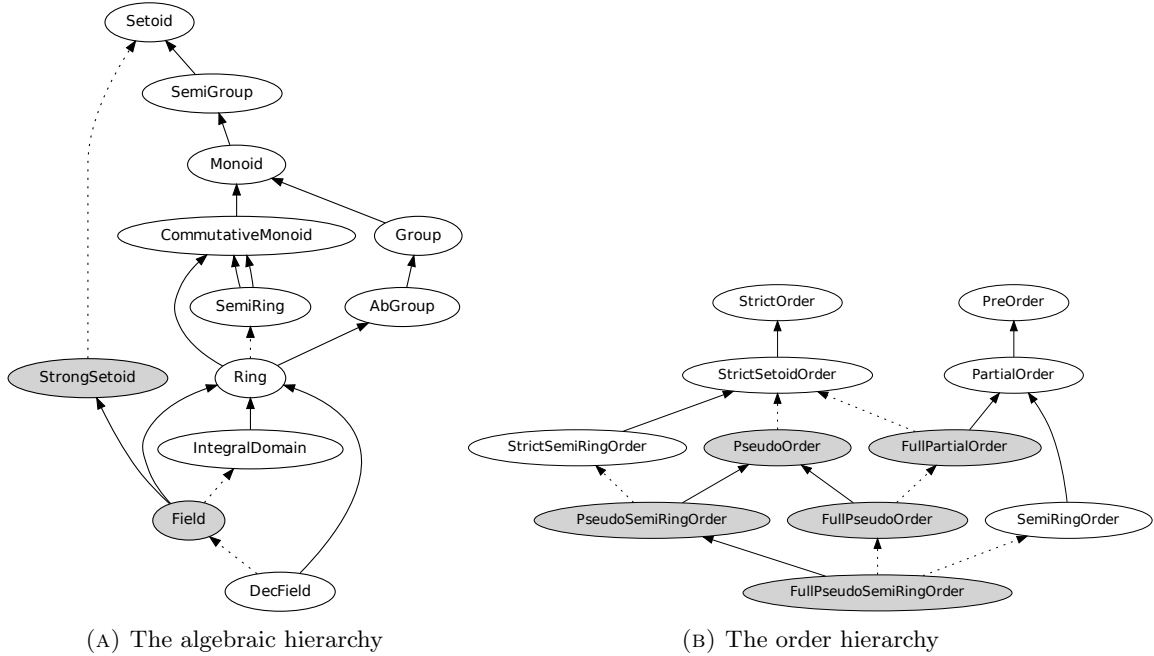 Setoid
SemiGroup
Monoid
CommutativeMonoid
Group
SemiRing
AbGroup
StrongSetoid
Ring
IntegralDomain
Field
DecField
(A) The algebraic hierarchy
StrictOrder
PreOrder
StrictSetoidOrder
PartialOrder
StrictSemiRingOrder
PseudoOrder
FullPartialOrder
PseudoSemiRingOrder
FullPseudoOrder
SemiRingOrder
FullPseudoSemiRingOrder
(B) The order hierarchy